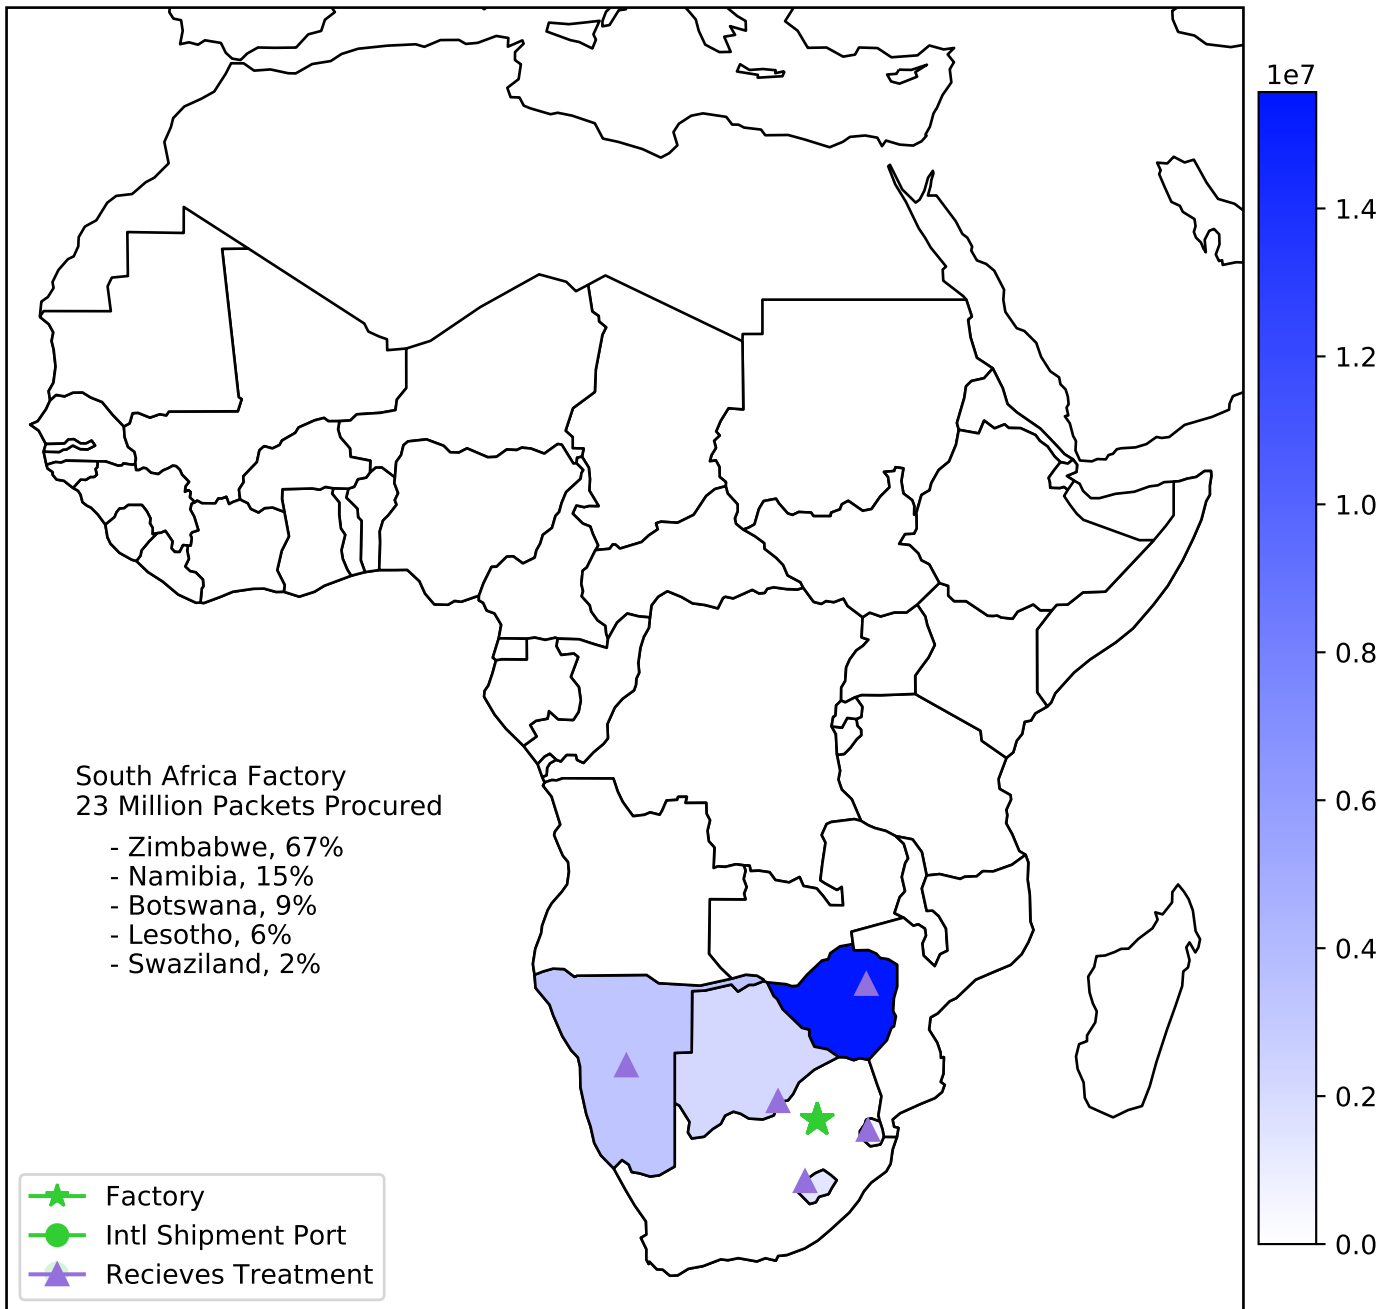 1e7
1.4
1.2
1.0
0.8
0.6
0.4
0.2
0.0
South Africa Factory
23 Million Packets Procured
- Zimbabwe, 67%
- Namibia, 15%
- Botswana, 9%
- Lesotho, 6%
- Swaziland, 2%
Factory
Intl Shipment Port
Recieves Treatment